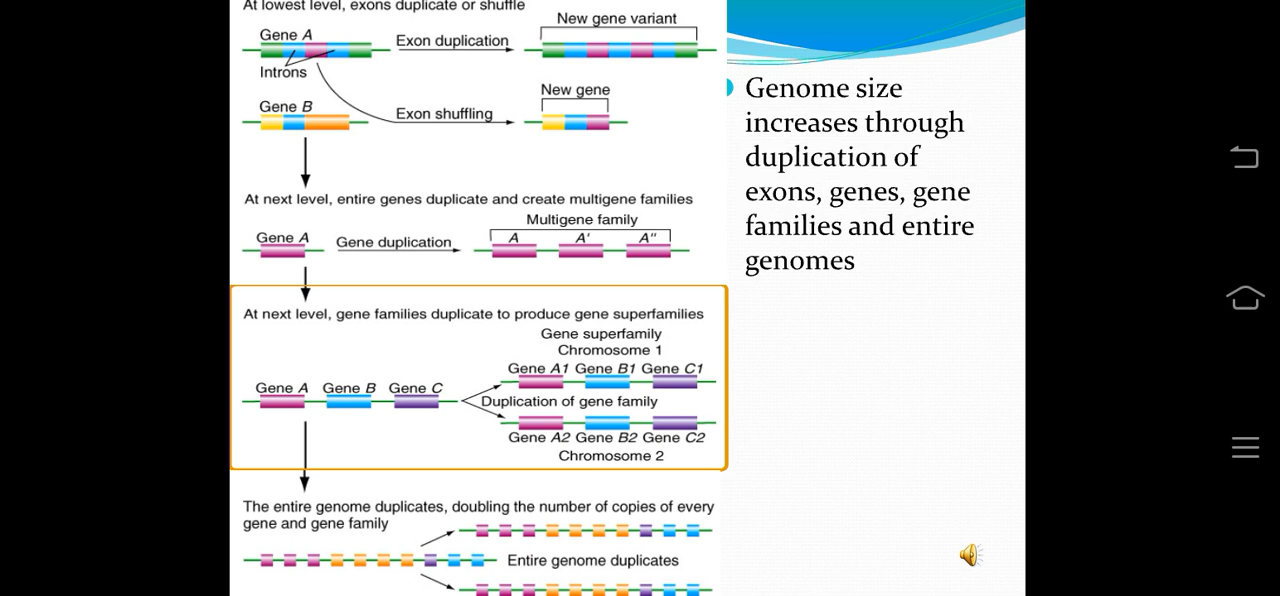 At lowest level, exons duplicate or shuffle
New gene variant
Gene A
Exon duplication
Introns
New gene
Gene B
Exon shuffling
At next level, entire genes duplicate and create multigene families
Multigene family
Gene A
Gene duplication
A A' A"
At next level, gene families duplicate to produce gene superfamilies
Gene superfamily
Chromosome 1
Gene A1 Gene B1 Gene C1
Gene A Gene B Gene C
Duplication of gene family
Gene A2 Gene B2 Gene C2
Chromosome 2
The entire genome duplicates, doubling the number of copies of every
gene and gene family
Entire genome duplicates
Genome size
increases through
duplication of
exons, genes, gene
families and entire
genomes